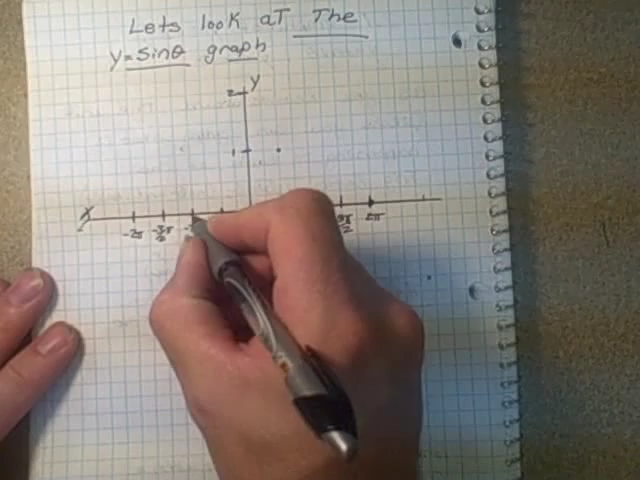 Lets look aT The
y=sinθ graph
y
2
1
x
-2π -3π/2 3π/2 2π